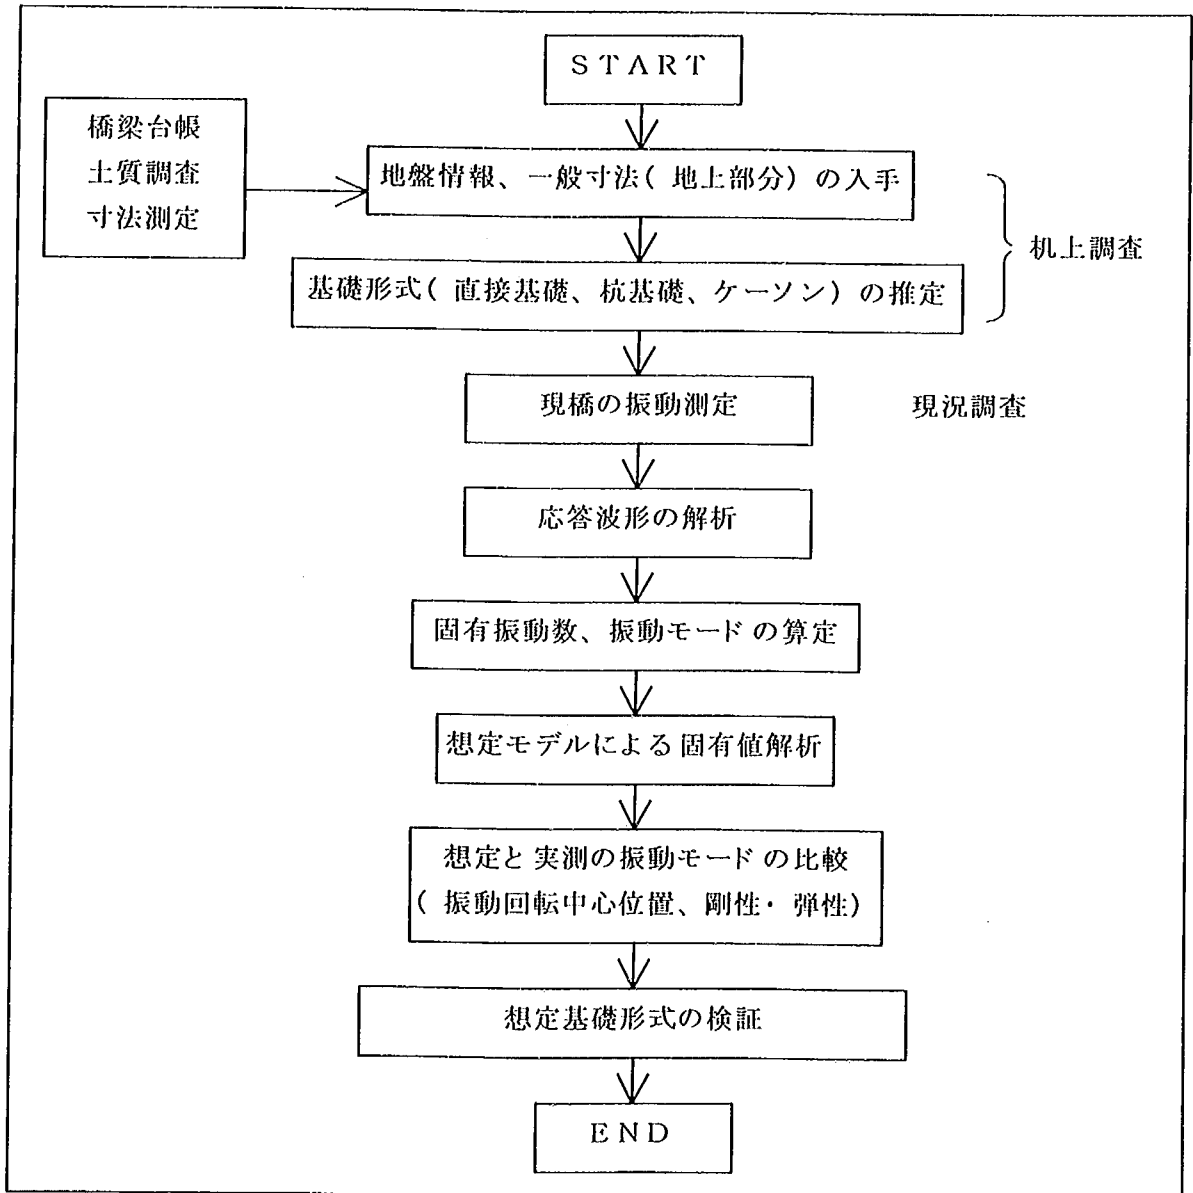 START
橋梁台帳
土質調査
寸法測定
地盤情報、一般寸法(地上部分)の入手
基礎形式(直接基礎、杭基礎、ケーソン)の推定
机上調査
現橋の振動測定
現況調査
応答波形の解析
固有振動数、振動モードの算定
想定モデルによる固有値解析
想定と実測の振動モードの比較
(振動回転中心位置、剛性・弾性)
想定基礎形式の検証
END